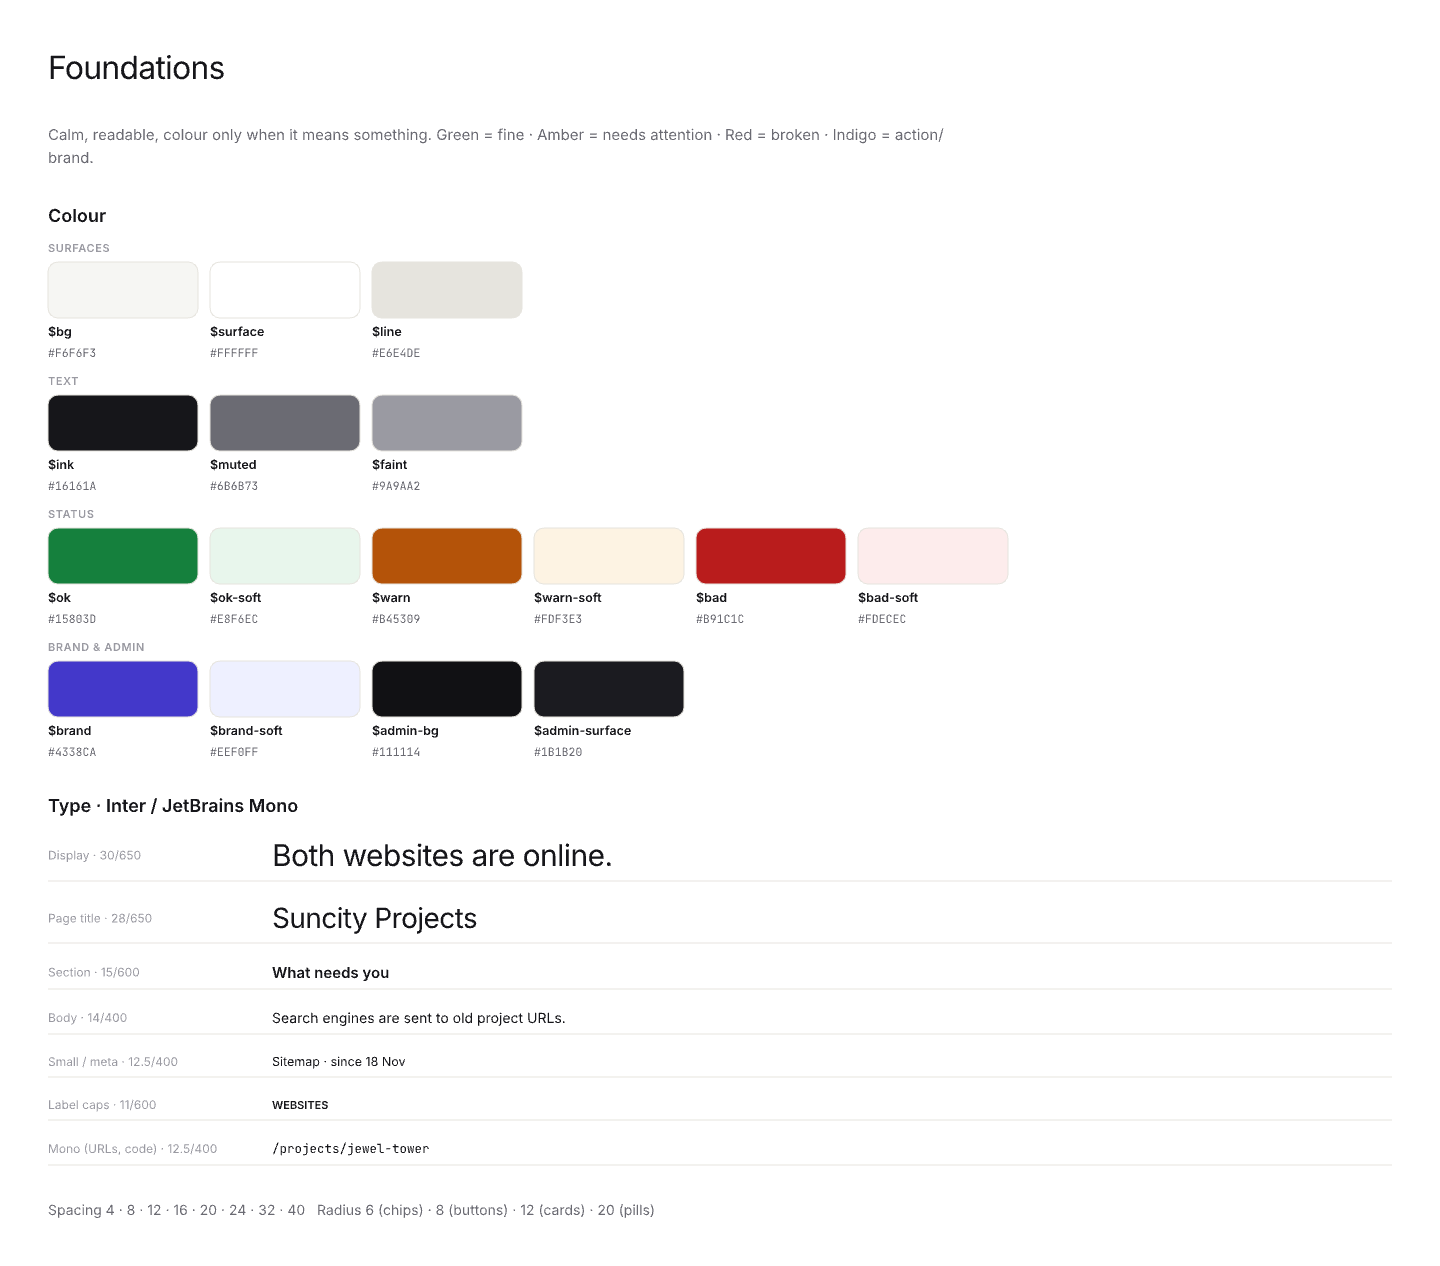 Foundations
Calm, readable, colour only when it means something. Green = fine · Amber = needs attention · Red = broken · Indigo = action/
brand.
Colour
SURFACES
$bg $surface $line
#F6F6F3 #FFFFFF #E6E4DE
TEXT
$ink $muted $faint
#16161A #6B6B73 #9A9AA2
STATUS
$ok $ok-soft $warn $warn-soft $bad $bad-soft
#15803D #E8F6EC #B45309 #FDF3E3 #B91C1C #FDECEC
BRAND & ADMIN
$brand $brand-soft $admin-bg $admin-surface
#4338CA #EEF0FF #111114 #1B1B20
Type · Inter / JetBrains Mono
Display · 30/650 Both websites are online.
Page title · 28/650 Suncity Projects
Section · 15/600 What needs you
Body · 14/400 Search engines are sent to old project URLs.
Small / meta · 12.5/400 Sitemap · since 18 Nov
Label caps · 11/600 WEBSITES
Mono (URLs, code) · 12.5/400 /projects/jewel-tower
Spacing 4 · 8 · 12 · 16 · 20 · 24 · 32 · 40 Radius 6 (chips) · 8 (buttons) · 12 (cards) · 20 (pills)